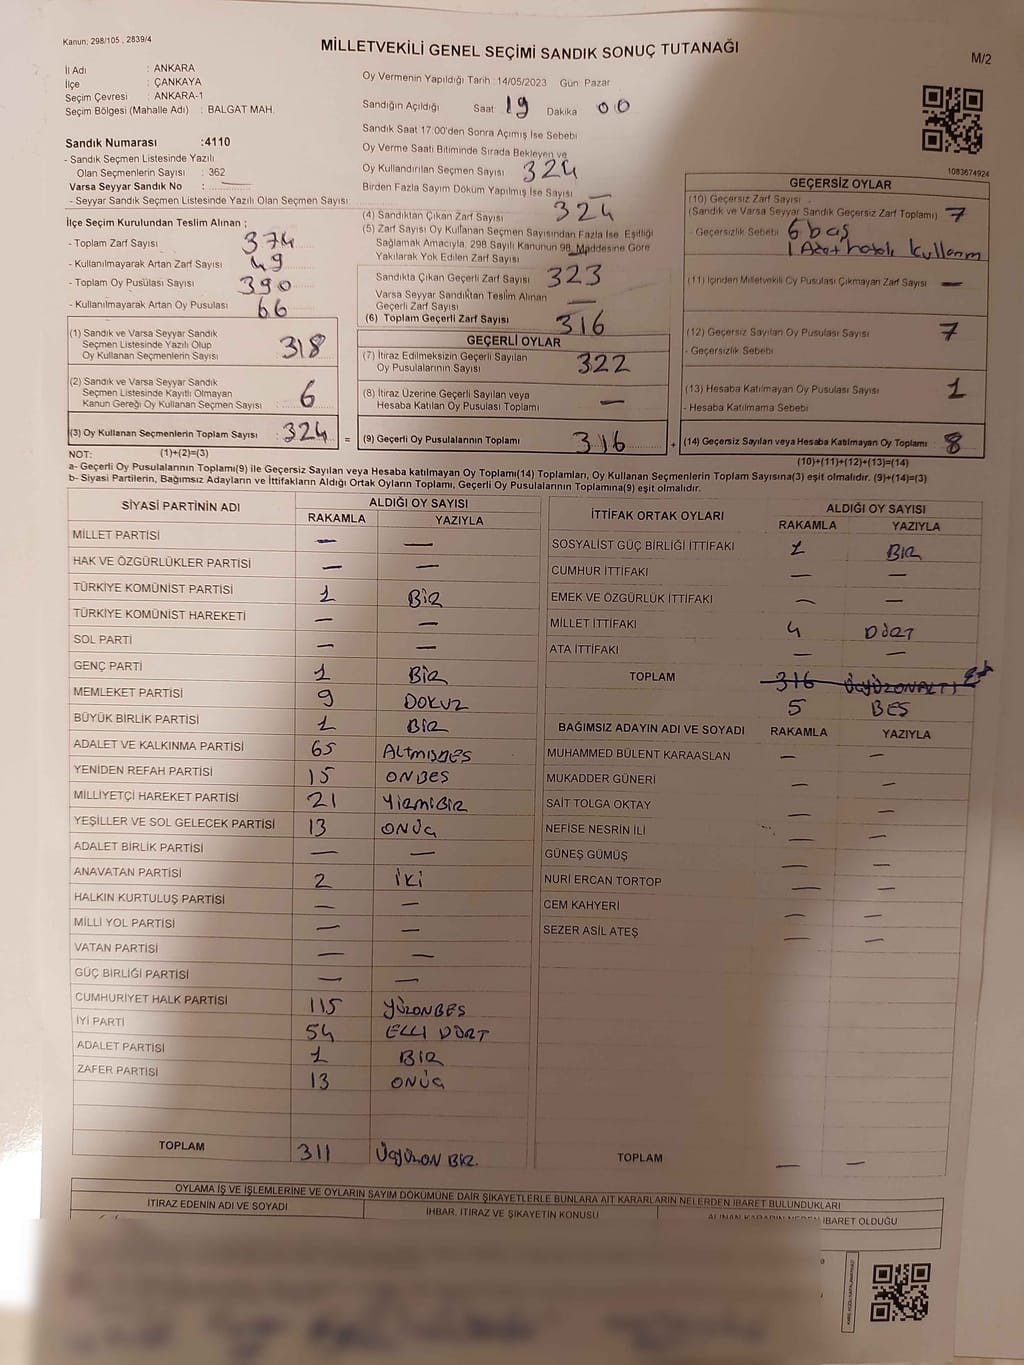 Kanun; 298/105 , 2839/4
MİLLETVEKİLİ GENEL SEÇİMİ SANDIK SONUÇ TUTANAĞI
M/2
İl Adı : ANKARA
İlçe : ÇANKAYA
Seçim Çevresi : ANKARA-1
Seçim Bölgesi (Mahalle Adı) : BALGAT MAH.
Sandık Numarası :4110
- Sandık Seçmen Listesinde Yazılı
Olan Seçmenlerin Sayısı : 362
Varsa Seyyar Sandık No : —
- Seyyar Sandık Seçmen Listesinde Yazılı Olan Seçmen Sayısı:
İlçe Seçim Kurulundan Teslim Alınan ;
- Toplam Zarf Sayısı : 374
- Kullanılmayarak Artan Zarf Sayısı : 49
- Toplam Oy Pusulası Sayısı : 390
- Kullanılmayarak Artan Oy Pusulası : 66
(1) Sandık ve Varsa Seyyar Sandık
Seçmen Listesinde Yazılı Olup
Oy Kullanan Seçmenlerin Sayısı : 318
(2) Sandık ve Varsa Seyyar Sandık
Seçmen Listesinde Kayıtlı Olmayan
Kanun Gereği Oy Kullanan Seçmen Sayısı : 6
(3) Oy Kullanan Seçmenlerin Toplam Sayısı : 324 =
Oy Vermenin Yapıldığı Tarih : 14/05/2023 Gün Pazar
Sandığın Açıldığı Saat: 19 Dakika 00
Sandık Saat 17.00'den Sonra Açımış İse Sebebi
Oy Verme Saati Bitiminde Sırada Bekleyen ve
Oy Kullandırılan Seçmen Sayısı : 324
Birden Fazla Sayım Döküm Yapılmış İse Sayısı —
(4) Sandıktan Çıkan Zarf Sayısı : 324
(5) Zarf Sayısı Oy Kullanan Seçmen Sayısından Fazla İse Eşitliği
Sağlamak Amacıyla, 298 Sayılı Kanunun 98. Maddesine Göre
Yakılarak Yok Edilen Zarf Sayısı : —
Sandıkta Çıkan Geçerli Zarf Sayısı 323
Varsa Seyyar Sandıktan Teslim Alınan
Geçerli Zarf Sayısı —
(6) Toplam Geçerli Zarf Sayısı 316
GEÇERLİ OYLAR
(7) İtiraz Edilmeksizin Geçerli Sayılan
Oy Pusulalarının Sayısı 322
(8) İtiraz Üzerine Geçerli Sayılan veya
Hesaba Katılan Oy Pusulası Toplamı —
(9) Geçerli Oy Pusulalarının Toplamı 316 +
1083674924
GEÇERSİZ OYLAR
(10) Geçersiz Zarf Sayısı
(Sandık ve Varsa Seyyar Sandık Geçersiz Zarf Toplamı) 7
- Geçersizlik Sebebi 6 boş
1 Adet hatalı kullanım
(11) İçinden Milletvekili Oy Pusulası Çıkmayan Zarf Sayısı —
(12) Geçersiz Sayılan Oy Pusulası Sayısı 7
- Geçersizlik Sebebi
(13) Hesaba Katılmayan Oy Pusulası Sayısı 1
- Hesaba Katılmama Sebebi
(14) Geçersiz Sayılan veya Hesaba Katılmayan Oy Toplamı : 8
NOT: (1)+(2)=(3) (10)+(11)+(12)+(13)=(14)
a- Geçerli Oy Pusulalarının Toplamı(9) ile Geçersiz Sayılan veya Hesaba katılmayan Oy Toplamı(14) Toplamları, Oy Kullanan Seçmenlerin Toplam Sayısına(3) eşit olmalıdır. (9)+(14)=(3)
b- Siyasi Partilerin, Bağımsız Adayların ve İttifakların Aldığı Ortak Oyların Toplamı, Geçerli Oy Pusulalarının Toplamına(9) eşit olmalıdır.
SİYASİ PARTİNİN ADI ALDIĞI OY SAYISI
RAKAMLA YAZIYLA
MİLLET PARTİSİ — —
HAK VE ÖZGÜRLÜKLER PARTİSİ — —
TÜRKİYE KOMÜNİST PARTİSİ 1 BİR
TÜRKİYE KOMÜNİST HAREKETİ — —
SOL PARTİ — —
GENÇ PARTİ 1 BİR
MEMLEKET PARTİSİ 9 DOKUZ
BÜYÜK BİRLİK PARTİSİ 1 BİR
ADALET VE KALKINMA PARTİSİ 65 ALTMIŞBEŞ
YENİDEN REFAH PARTİSİ 15 ONBEŞ
MİLLİYETÇİ HAREKET PARTİSİ 21 YİRMİBİR
YEŞİLLER VE SOL GELECEK PARTİSİ 13 ONÜÇ
ADALET BİRLİK PARTİSİ — —
ANAVATAN PARTİSİ 2 İKİ
HALKIN KURTULUŞ PARTİSİ — —
MİLLİ YOL PARTİSİ — —
VATAN PARTİSİ — —
GÜÇ BİRLİĞİ PARTİSİ — —
CUMHURİYET HALK PARTİSİ 115 YÜZONBEŞ
İYİ PARTİ 54 ELLİ DÖRT
ADALET PARTİSİ 1 BİR
ZAFER PARTİSİ 13 ONÜÇ
TOPLAM 311 ÜÇYÜZON BİR.
İTTİFAK ORTAK OYLARI ALDIĞI OY SAYISI
RAKAMLA YAZIYLA
SOSYALİST GÜÇ BİRLİĞİ İTTİFAKI 1 BİR
CUMHUR İTTİFAKI — —
EMEK VE ÖZGÜRLÜK İTTİFAKI — —
MİLLET İTTİFAKI 4 DÖRT
ATA İTTİFAKI — —
TOPLAM 316 ÜÇYÜZONALTI
5 BEŞ
BAĞIMSIZ ADAYIN ADI VE SOYADI RAKAMLA YAZIYLA
MUHAMMED BÜLENT KARAASLAN — —
MUKADDER GÜNERİ — —
SAİT TOLGA OKTAY — —
NEFİSE NESRİN İLİ — —
GÜNEŞ GÜMÜŞ — —
NURİ ERCAN TORTOP — —
CEM KAHYERİ — —
SEZER ASİL ATEŞ — —
TOPLAM — —
OYLAMA İŞ VE İŞLEMLERİNE VE OYLARIN SAYIM DÖKÜMÜNE DAİR ŞİKAYETLERLE BUNLARA AİT KARARLARIN NELERDEN İBARET BULUNDUKLARI
İTİRAZ EDENİN ADI VE SOYADI İHBAR, İTİRAZ VE ŞİKAYETİN KONUSU ALINAN KARARIN NEDEN İBARET OLDUĞU